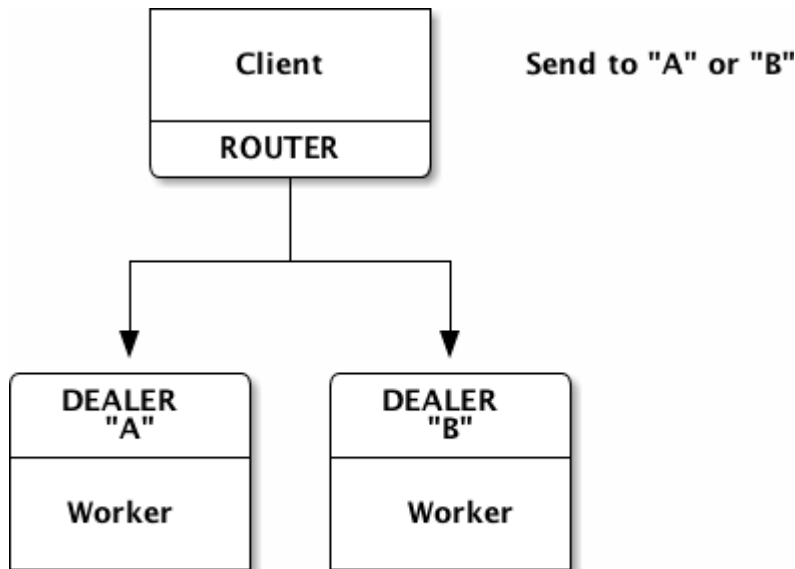 Client
Send to "A" or "B"
ROUTER
DEALER
"A"
DEALER
"B"
Worker
Worker